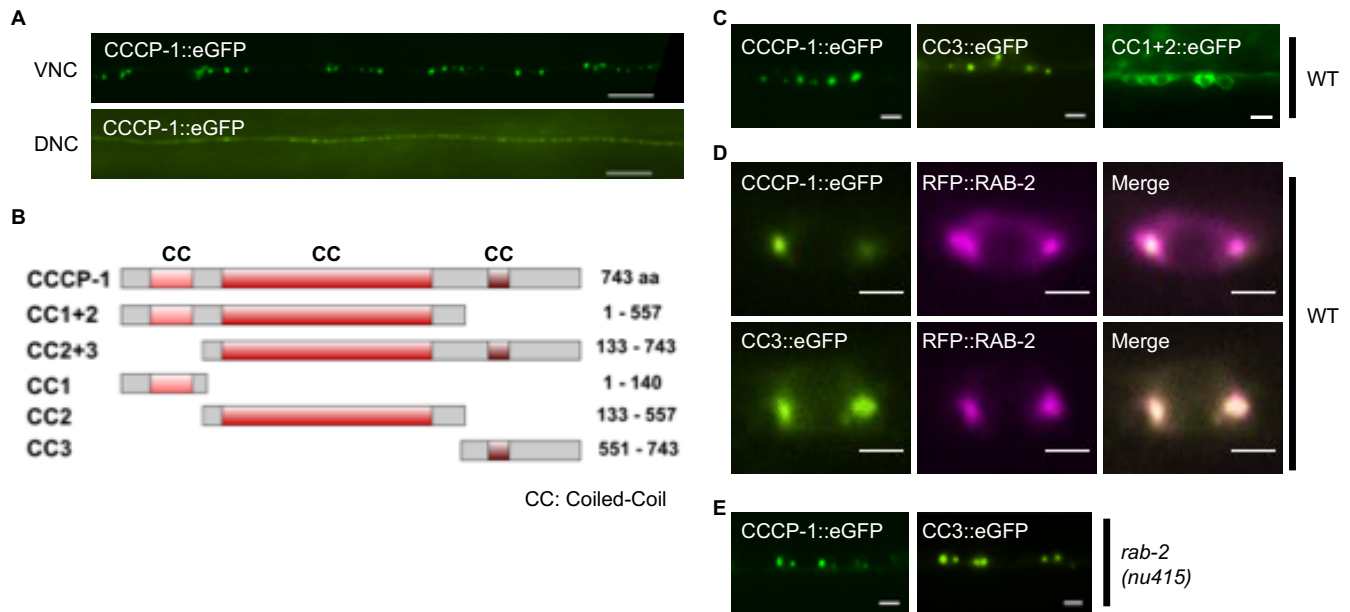 A
CCCP-1::eGFP
VNC
CCCP-1::eGFP
DNC
B
CC CC CC
CCCP-1 743 aa
CC1+2 1 - 557
CC2+3 133 - 743
CC1 1 - 140
CC2 133 - 557
CC3 551 - 743
CC: Coiled-Coil
C
CCCP-1::eGFP CC3::eGFP CC1+2::eGFP
WT
D
CCCP-1::eGFP RFP::RAB-2 Merge
CC3::eGFP RFP::RAB-2 Merge
WT
E
CCCP-1::eGFP CC3::eGFP
rab-2
(nu415)